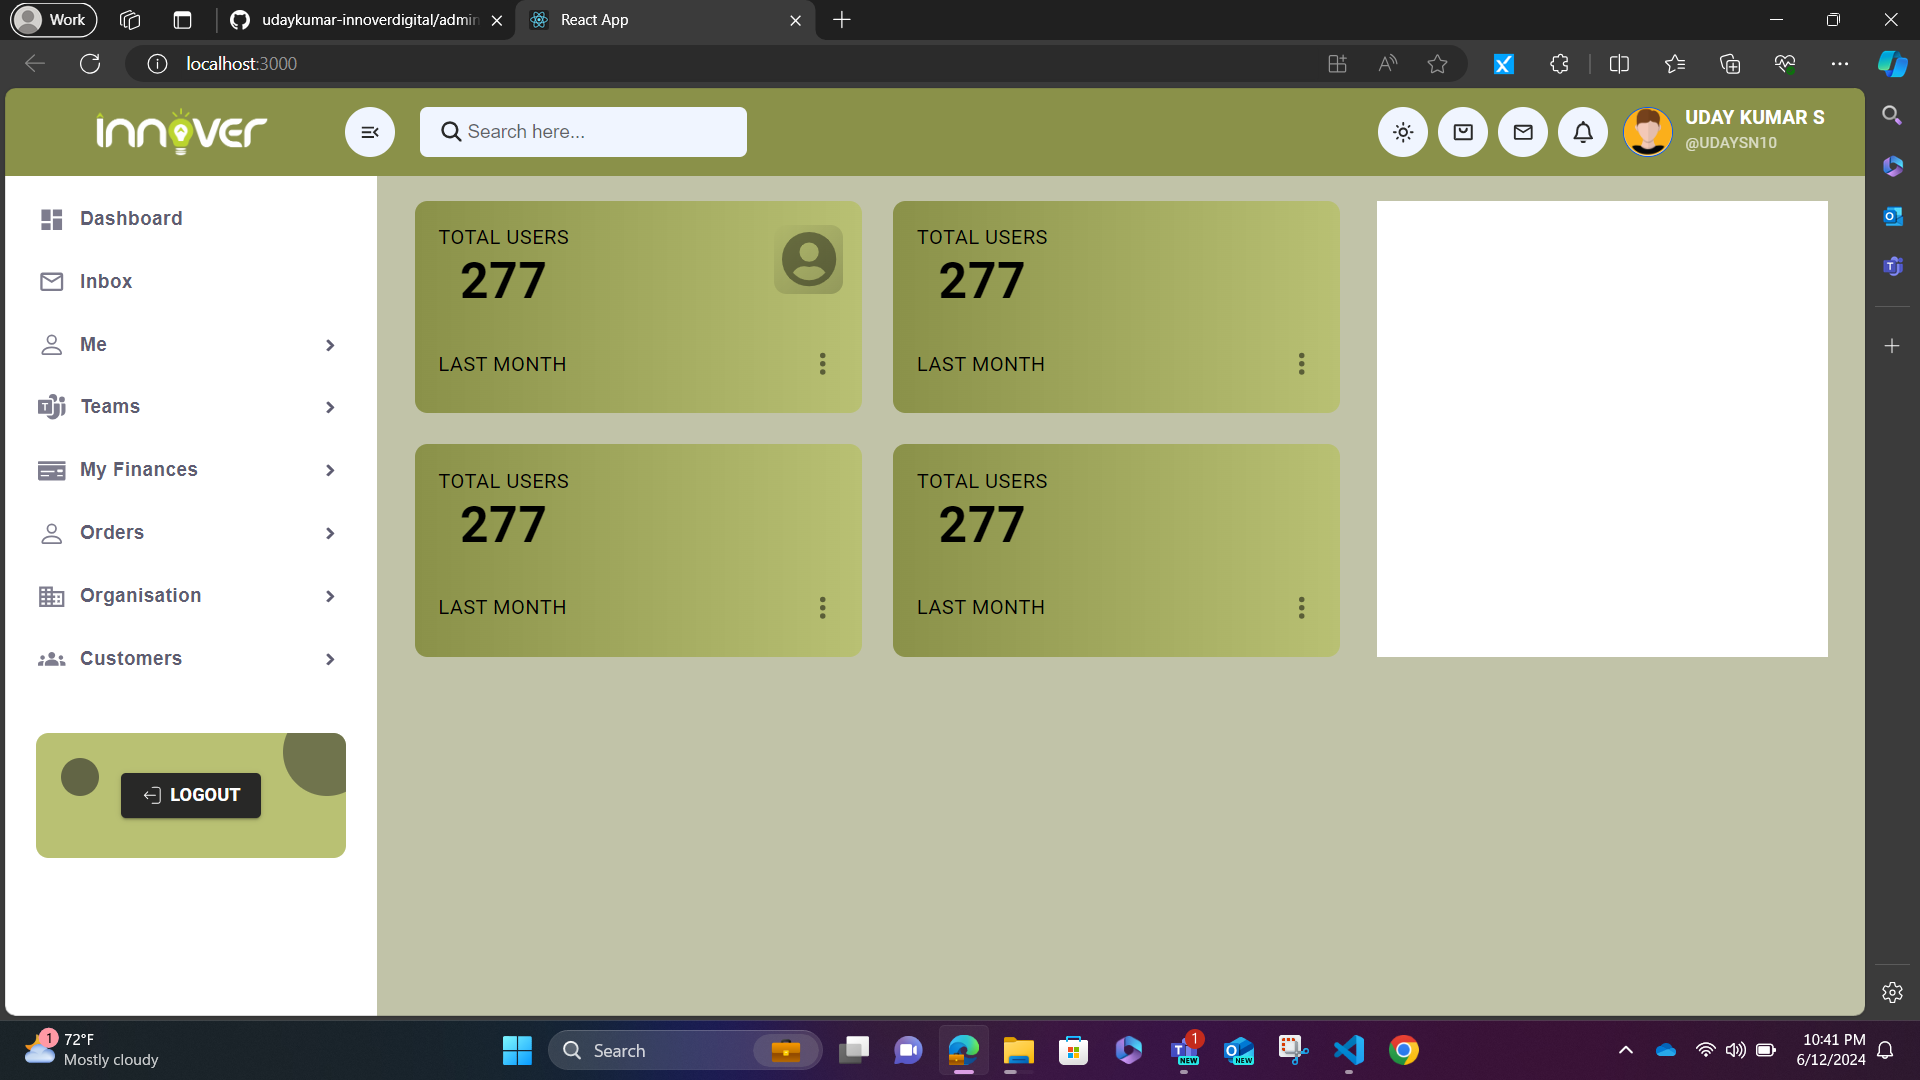 Work
udaykumar-innoverdigital/admin
React App
localhost:3000
innover
Search here...
UDAY KUMAR S
@UDAYSN10
Dashboard
Inbox
Me
Teams
My Finances
Orders
Organisation
Customers
LOGOUT
TOTAL USERS
277
LAST MONTH
TOTAL USERS
277
LAST MONTH
TOTAL USERS
277
LAST MONTH
TOTAL USERS
277
LAST MONTH
1
72°F
Mostly cloudy
Search
1
NEW
NEW
10:41 PM
6/12/2024